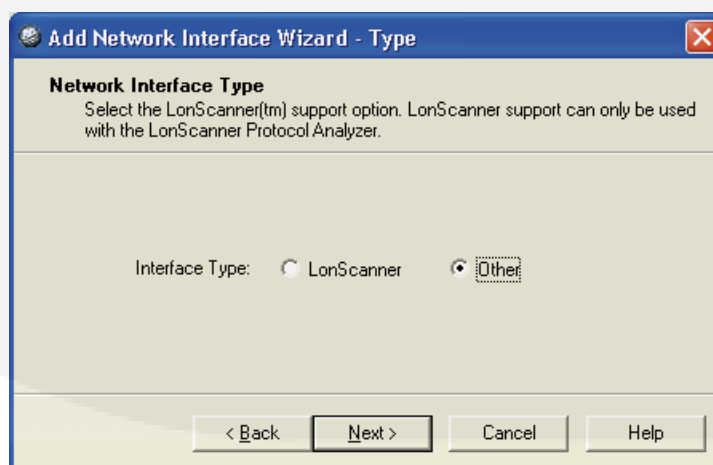 Add Network Interface Wizard - Type
Network Interface Type
Select the LonScanner(tm) support option. LonScanner support can only be used
with the LonScanner Protocol Analyzer.
Interface Type: LonScanner Other
< Back Next > Cancel Help